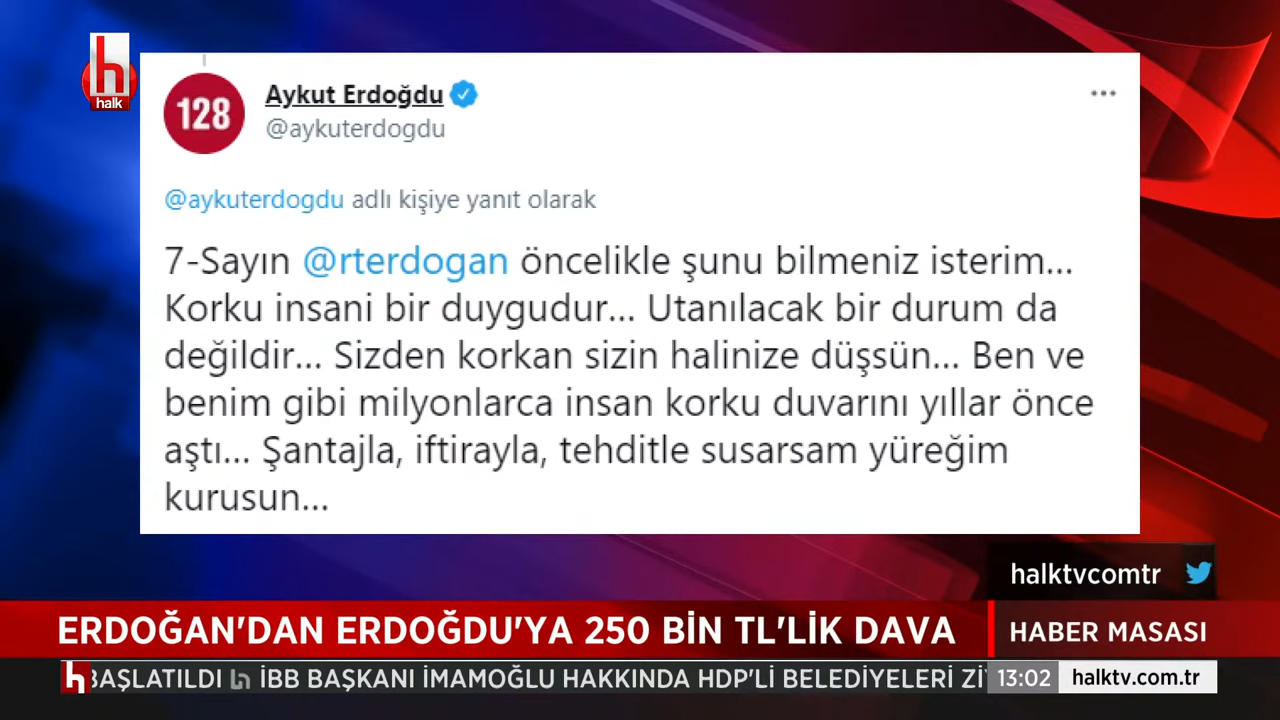 h
halk
128
Aykut Erdoğdu
@aykuterdogdu
@aykuterdogdu adlı kişiye yanıt olarak
7-Sayın @rterdogan öncelikle şunu bilmeniz isterim...
Korku insani bir duygudur... Utanılacak bir durum da
değildir... Sizden korkan sizin halinize düşsün... Ben ve
benim gibi milyonlarca insan korku duvarını yıllar önce
aştı... Şantajla, iftirayla, tehditle susarsam yüreğim
kurusun...
halktvcomtr
ERDOĞAN'DAN ERDOĞDU'YA 250 BİN TL'LİK DAVA
HABER MASASI
h BAŞLATILDI h İBB BAŞKANI İMAMOĞLU HAKKINDA HDP'Lİ BELEDİYELERİ Zİ
13:02
halktv.com.tr